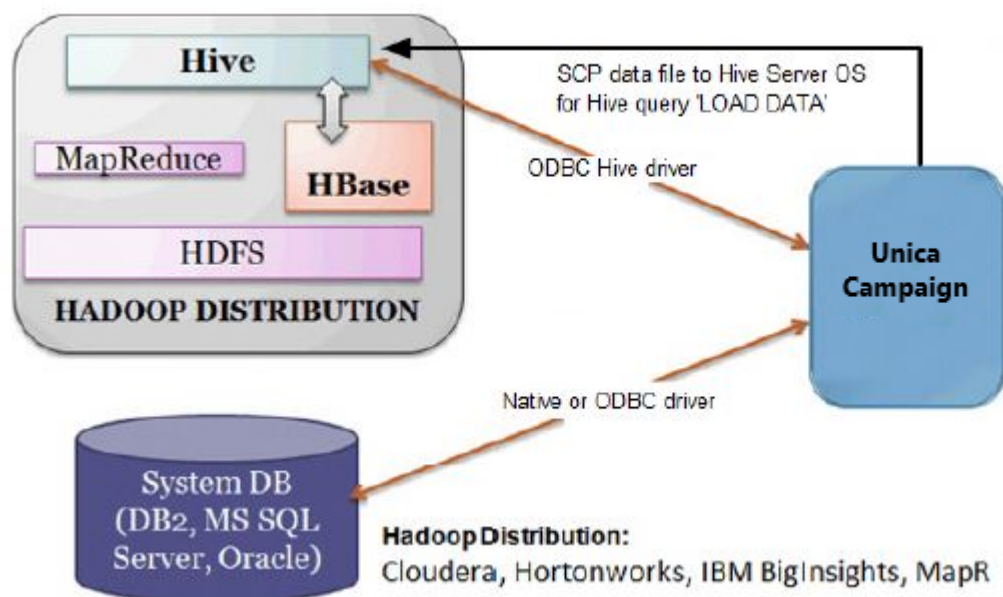 Hive
SCP data file to Hive Server OS
for Hive query 'LOAD DATA'
MapReduce
HBase
ODBC Hive driver
HDFS
HADOOP DISTRIBUTION
Unica
Campaign
Native or ODBC driver
System DB
(DB2, MS SQL
Server, Oracle)
Hadoop Distribution:
Cloudera, Hortonworks, IBM BigInsights, MapR